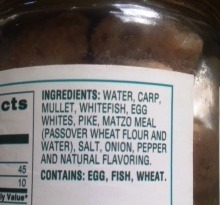 INGREDIENTS: WATER, CARP,
MULLET, WHITEFISH, EGG
WHITES, PIKE, MATZO MEAL
(PASSOVER WHEAT FLOUR AND
WATER), SALT, ONION, PEPPER
AND NATURAL FLAVORING.
CONTAINS: EGG, FISH, WHEAT.
cts
45
10
ly Value*